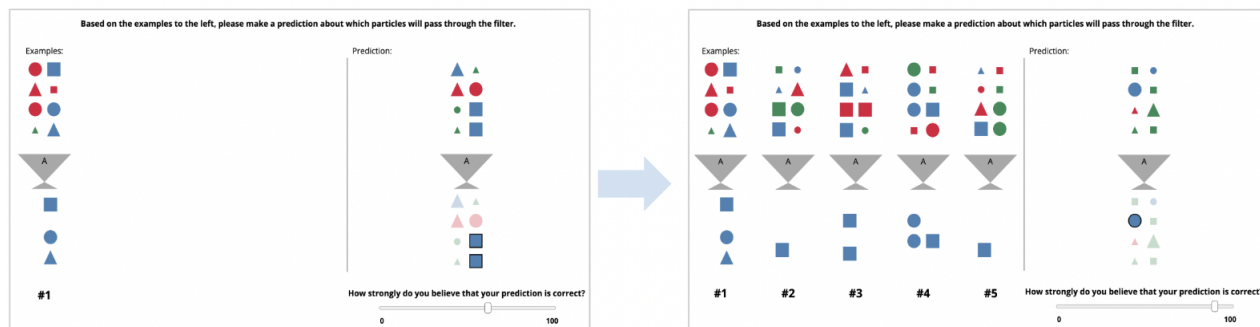 Based on the examples to the left, please make a prediction about which particles will pass through the filter.
Examples:
Prediction:
A
A
#1
How strongly do you believe that your prediction is correct?
0
100
Based on the examples to the left, please make a prediction about which particles will pass through the filter.
Examples:
Prediction:
A
A
A
A
A
A
#1
#2
#3
#4
#5
How strongly do you believe that your prediction is correct?
0
100